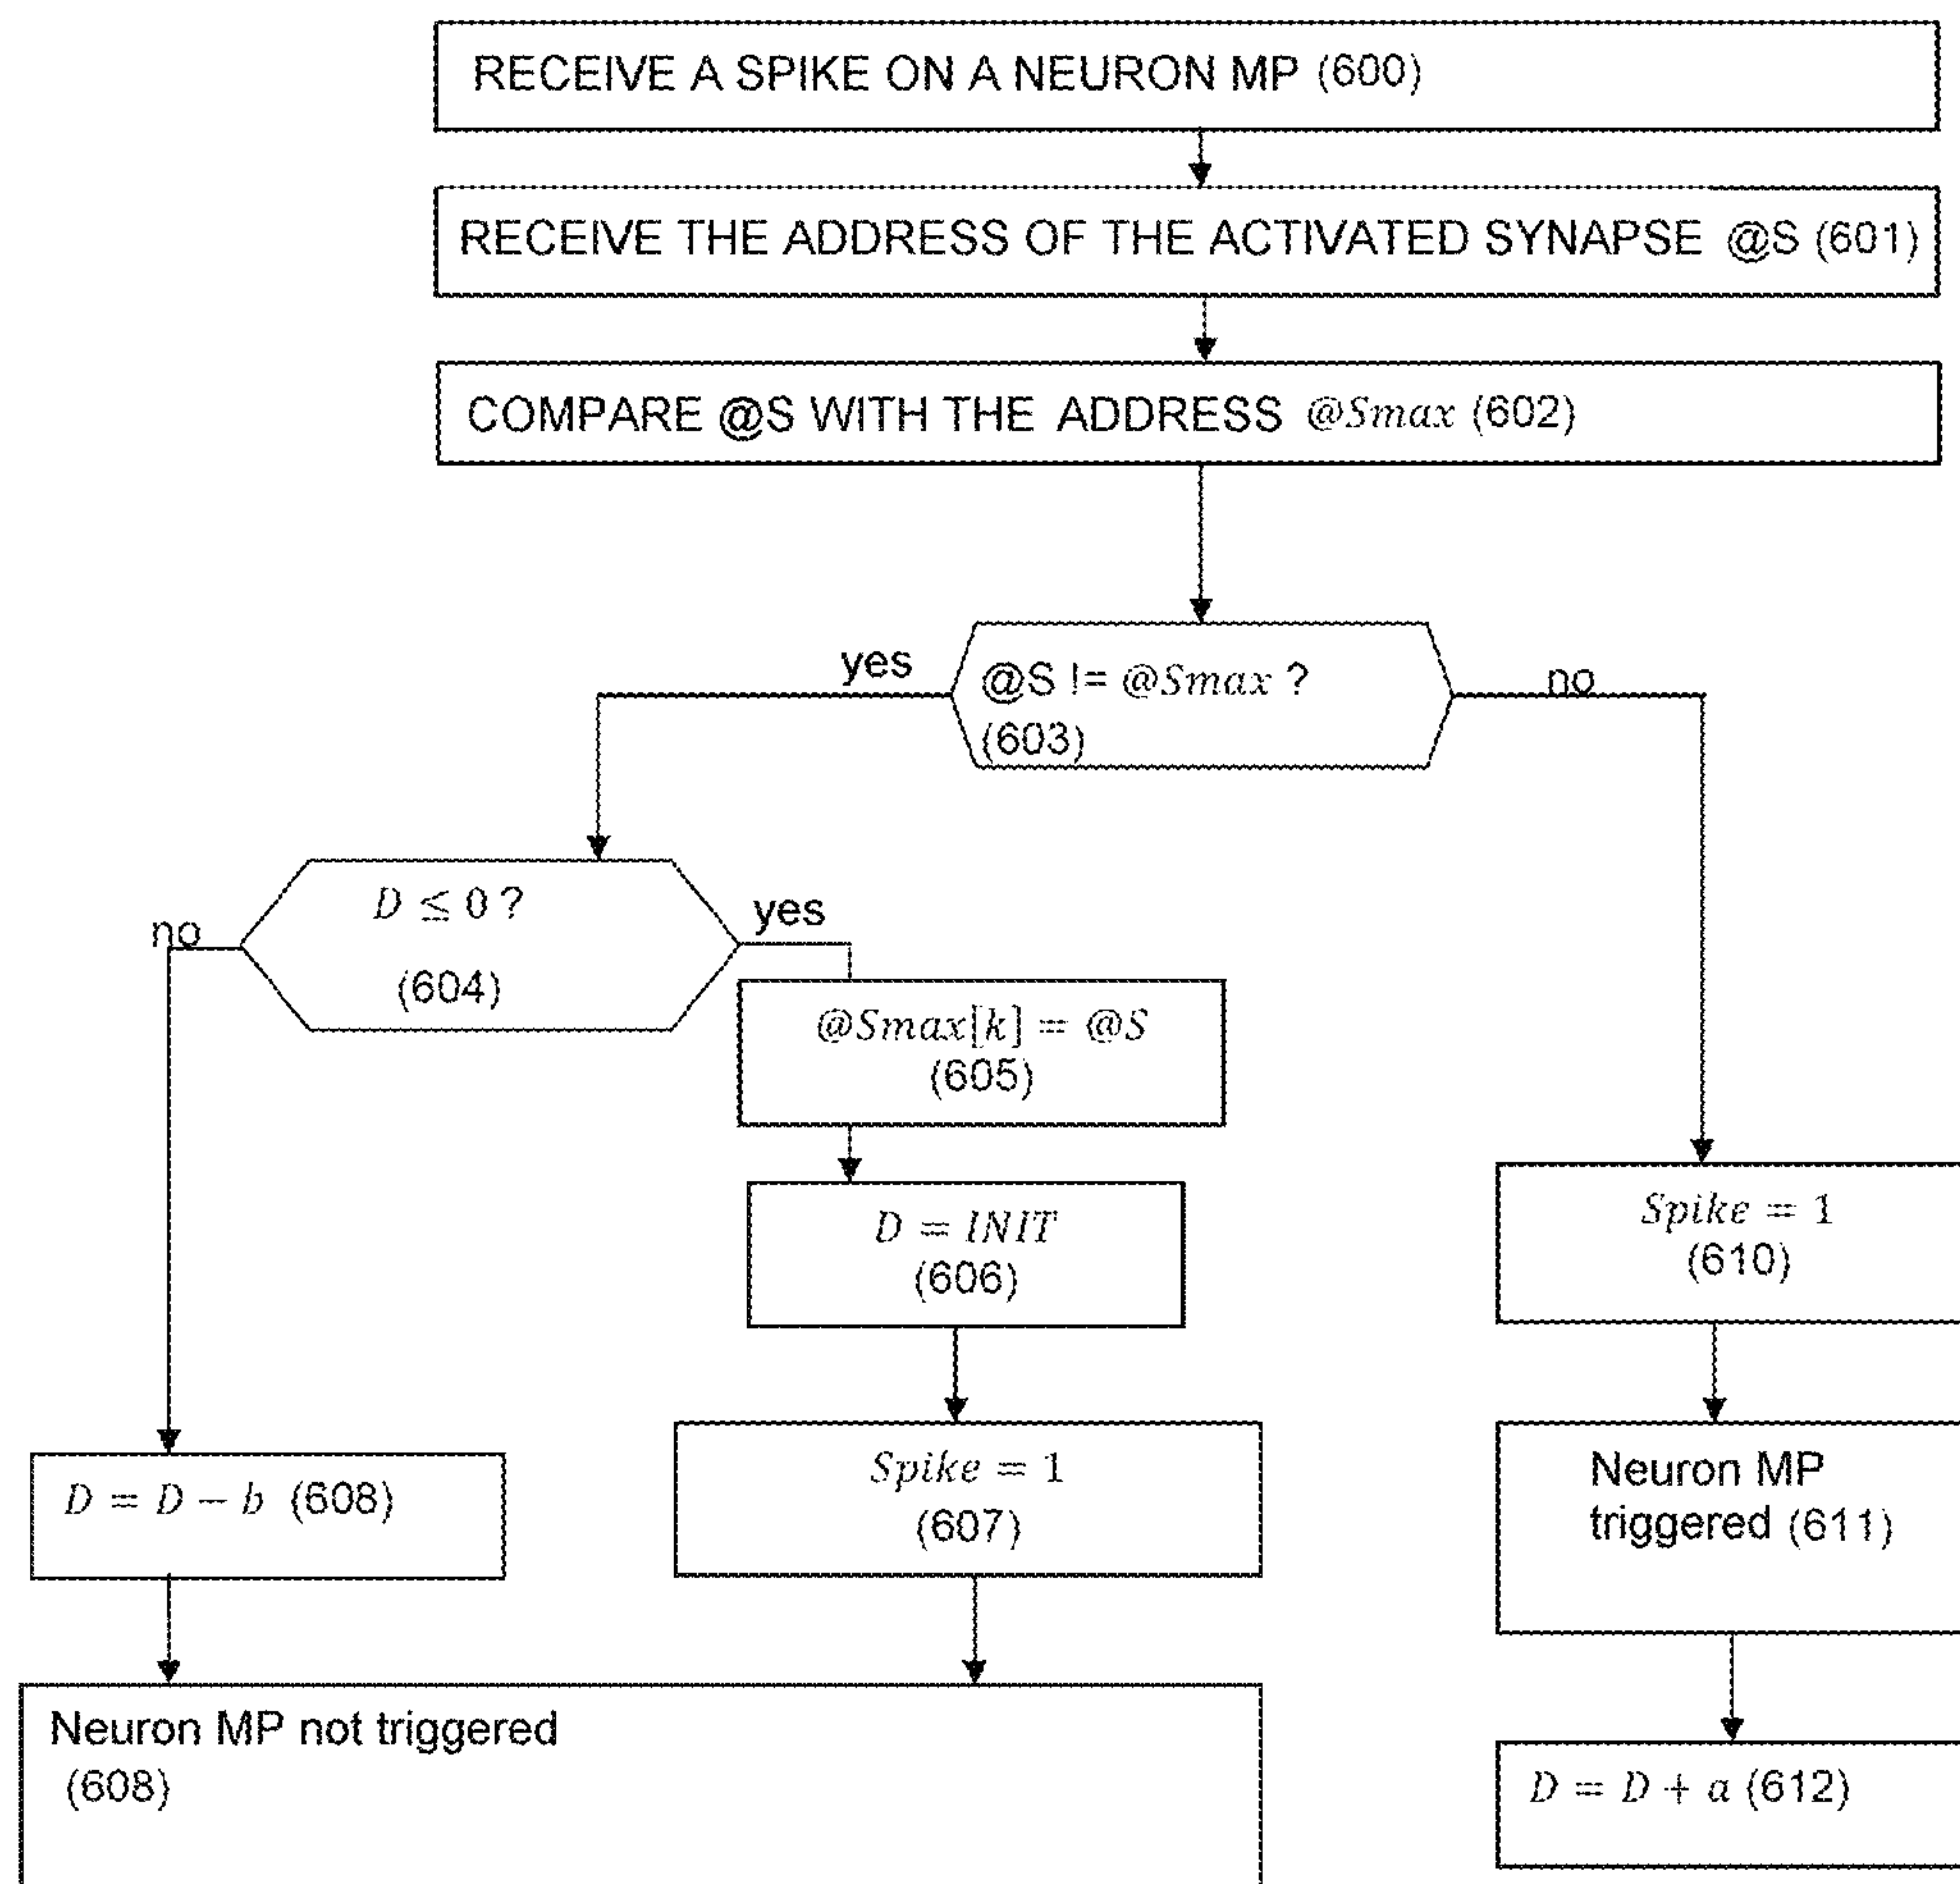 RECEIVE A SPIKE ON A NEURON MP (600)
RECEIVE THE ADDRESS OF THE ACTIVATED SYNAPSE @S (601)
COMPARE @S WITH THE ADDRESS @Smax (602)
yes
@S != @Smax ?
(603)
no
D ≤ 0 ?
(604)
no
yes
@Smax[k] = @S
(605)
D = INIT
(606)
Spike = 1
(610)
D = D − b (608)
Spike = 1
(607)
Neuron MP
triggered (611)
Neuron MP not triggered
(608)
D = D + a (612)